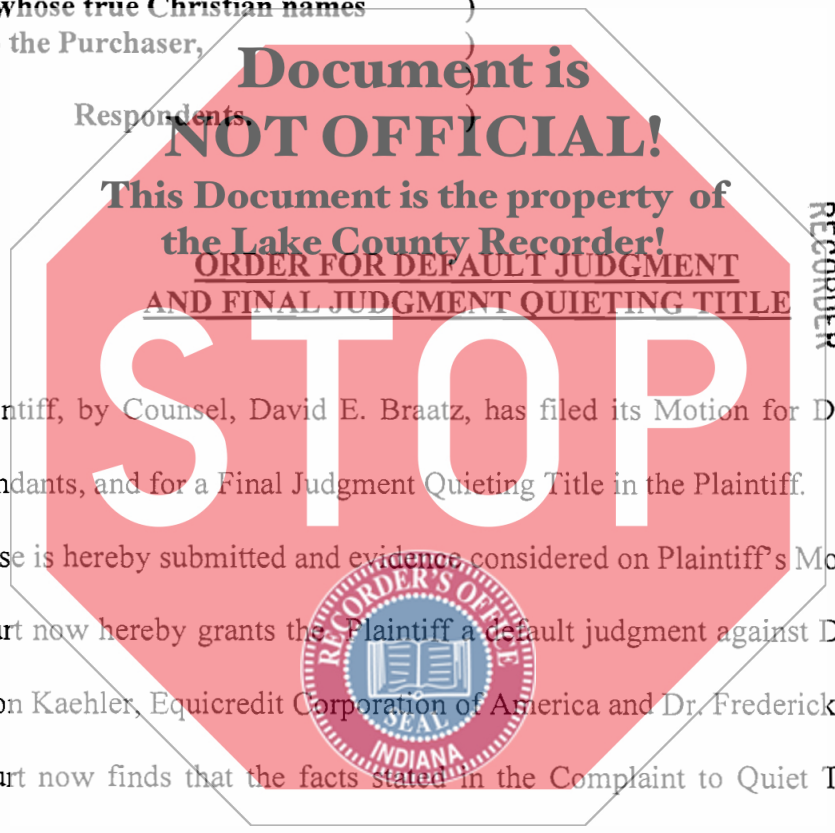 whose true Christian names )
the Purchaser, )
)
Respondents. )
Document is
NOT OFFICIAL!
This Document is the property of
the Lake County Recorder!
ORDER FOR DEFAULT JUDGMENT
AND FINAL JUDGMENT QUIETING TITLE
RECORDER
STOP
ntiff, by Counsel, David E. Braatz, has filed its Motion for D
ndants, and for a Final Judgment Quieting Title in the Plaintiff.
se is hereby submitted and evidence considered on Plaintiff's Mo
urt now hereby grants the Plaintiff a default judgment against D
on Kaehler, Equicredit Corporation of America and Dr. Frederick
urt now finds that the facts stated in the Complaint to Quiet T
RECORDER'S OFFICE
SEAL
INDIANA